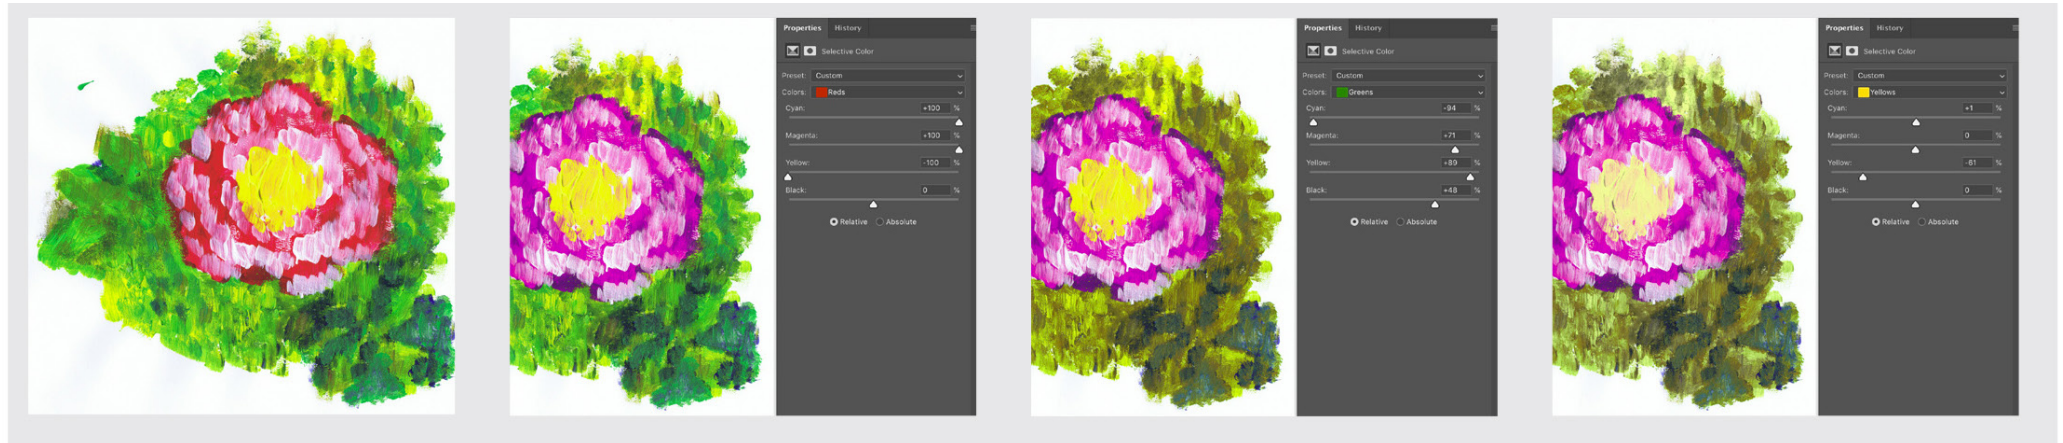 Properties History
Selective Color
Preset: Custom
Colors: Reds
Cyan: +100 %
Magenta: +100 %
Yellow: -100 %
Black: 0 %
Relative Absolute
Properties History
Selective Color
Preset: Custom
Colors: Greens
Cyan: -94 %
Magenta: +71 %
Yellow: +89 %
Black: +48 %
Relative Absolute
Properties History
Selective Color
Preset: Custom
Colors: Yellows
Cyan: +1 %
Magenta: 0 %
Yellow: -61 %
Black: 0 %
Relative Absolute